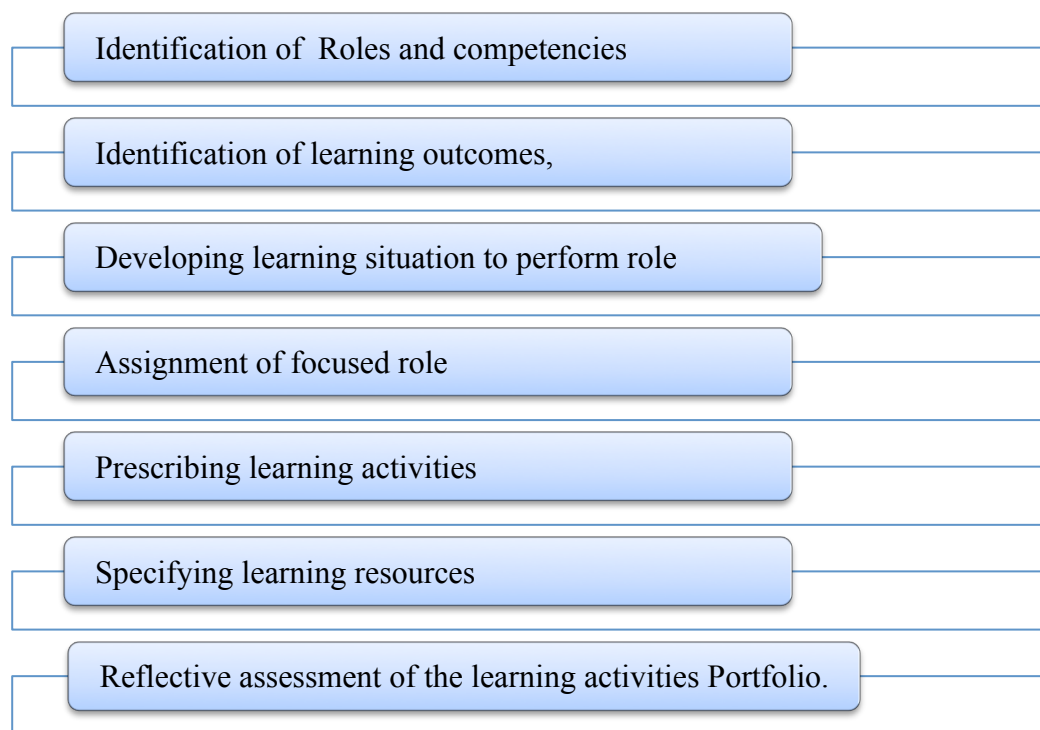 Identification of  Roles and competencies
Identification of learning outcomes,
Developing learning situation to perform role
Assignment of focused role
Prescribing learning activities
Specifying learning resources
Reflective assessment of the learning activities Portfolio.